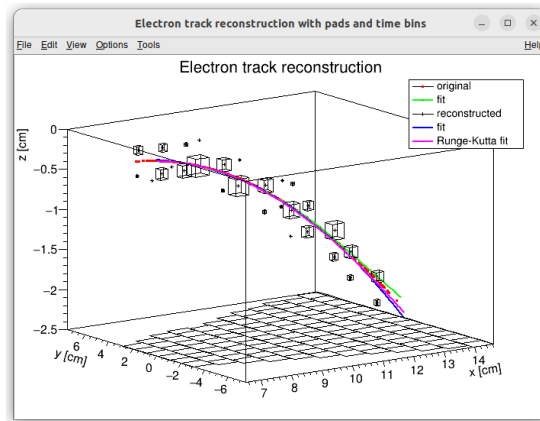 Electron track reconstruction with pads and time bins
File Edit View Options Tools Help
Electron track reconstruction
original
fit
reconstructed
fit
Runge-Kutta fit
z [cm]
0
−0.5
−1
−1.5
−2
−2.5
y [cm]
6 4 2 0 −2 −4 −6
7 8 9 10 11 12 13 14
x [cm]